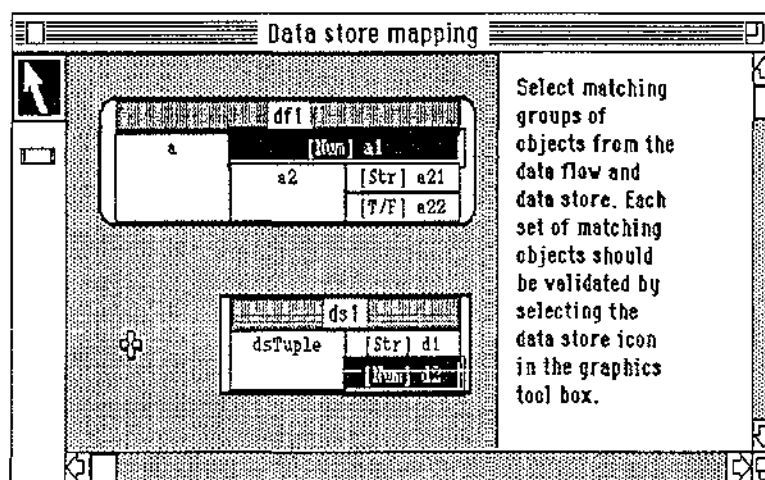 Data store mapping
df1
a
[Num] a1
a2
[Str] a21
[T/F] a22
ds1
dsTuple
[Str] d1
[Num] d2
Select matching
groups of
objects from the
data flow and
data store. Each
set of matching
objects should
be validated by
selecting the
data store icon
in the graphics
tool box.